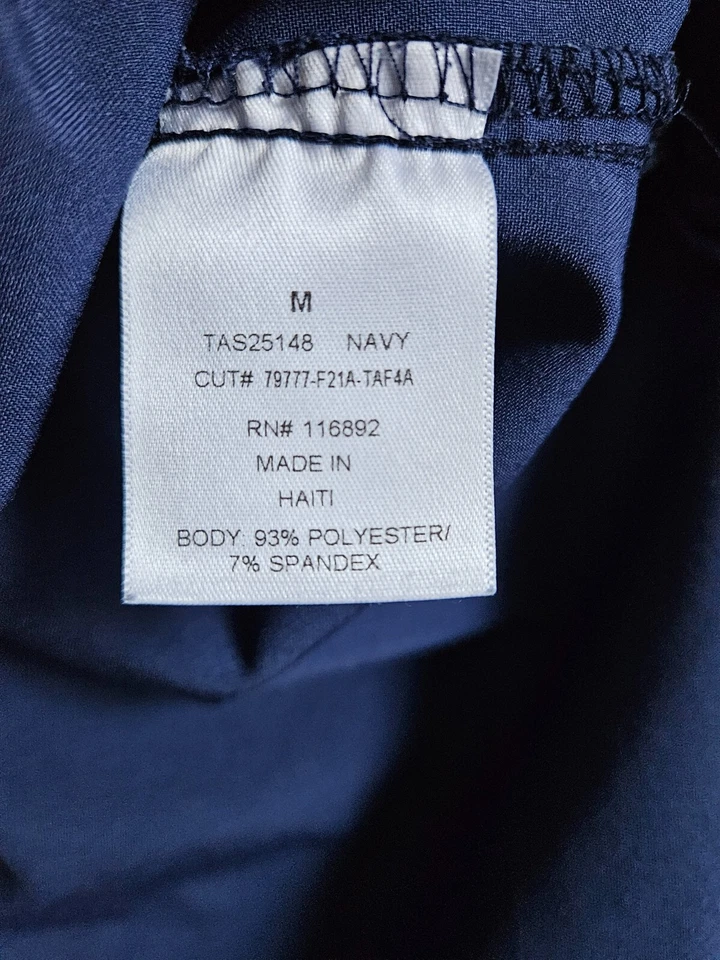 M
TAS25148 NAVY
CUT# 79777-F21A-TAF4A
RN# 116892
MADE IN
HAITI
BODY: 93% POLYESTER/
7% SPANDEX